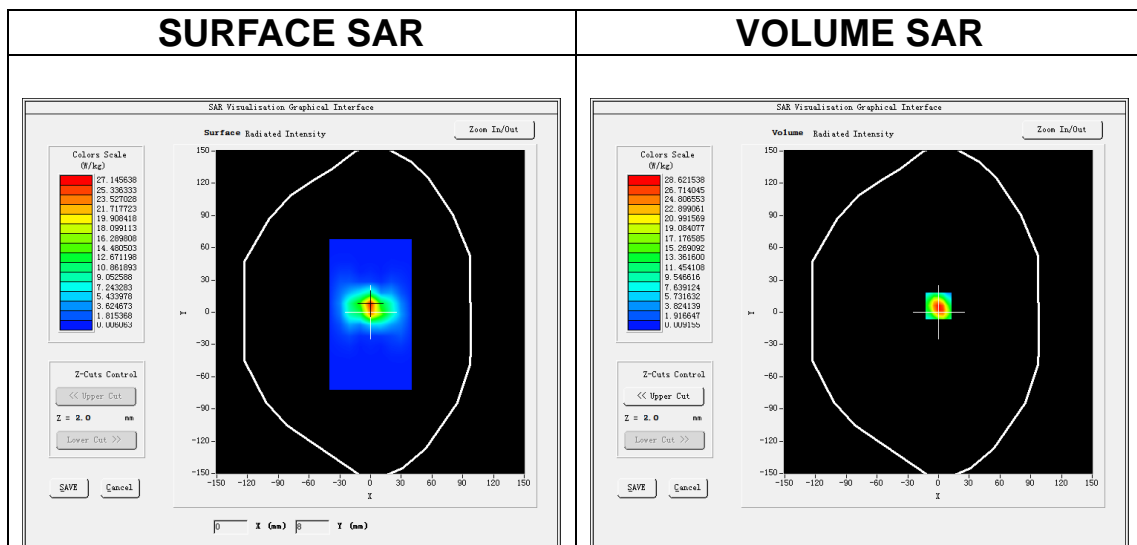 SURFACE SAR
SAR Visualisation Graphical Interface
Surface Radiated Intensity
Zoom In/Out
Colors Scale
(W/kg)
27.145638
25.336333
23.527028
21.717723
19.908418
18.099113
16.289808
14.480503
12.671198
10.861893
9.052588
7.243283
5.433978
3.624673
1.815368
0.006063
Z-Cuts Control
<< Upper Cut
Z = 2.0 mm
Lower Cut >>
SAVE
Cancel
Y
150
120
90
60
30
0
-30
-60
-90
-120
-150
-150 -120 -90 -60 -30 0 30 60 90 120 150
X
0 X (mm) 8 Y (mm)
VOLUME SAR
SAR Visualisation Graphical Interface
Volume Radiated Intensity
Zoom In/Out
Colors Scale
(W/kg)
28.621538
26.714045
24.806553
22.899061
20.991569
19.084077
17.176585
15.269092
13.361600
11.454108
9.546616
7.639124
5.731632
3.824139
1.916647
0.009155
Z-Cuts Control
<< Upper Cut
Z = 2.0 mm
Lower Cut >>
SAVE
Cancel
Y
150
120
90
60
30
0
-30
-60
-90
-120
-150
-150 -120 -90 -60 -30 0 30 60 90 120 150
X